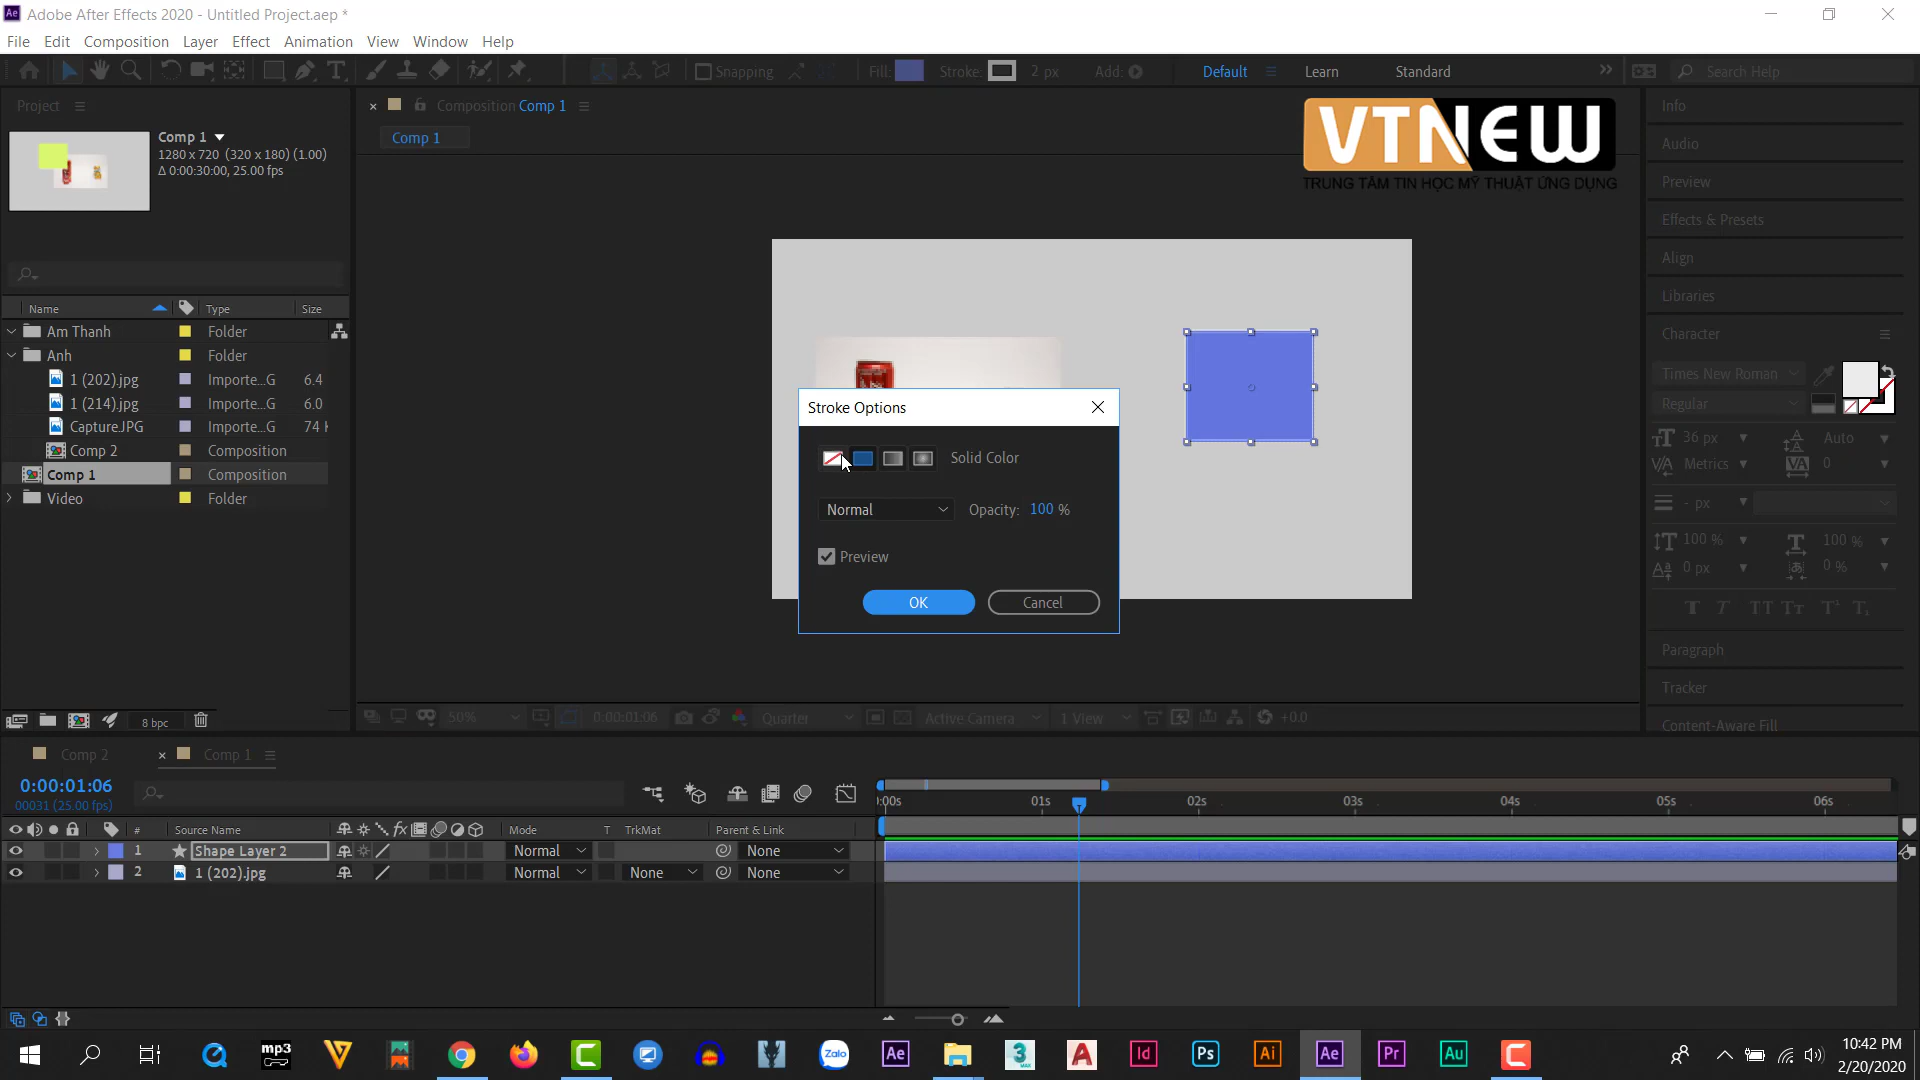 Adobe After Effects 2020 - Untitled Project.aep *
File Edit Composition Layer Effect Animation View Window Help
Snapping Fill: Stroke: 2 px Add: Default Learn Standard Search Help
Project
Composition Comp 1
Info
VTNEW
TRUNG TÂM TIN HỌC MỸ THUẬT ỨNG DỤNG
Comp 1
1280 x 720 (320 x 180) (1.00)
Δ 0:00:30:00, 25.00 fps
Comp 1
Audio
Preview
Effects & Presets
Align
Libraries
Character
Name Type Size
Am Thanh Folder
Anh Folder
1 (202).jpg Importe...G 6.4
1 (214).jpg Importe...G 6.0
Capture.JPG Importe...G 74 K
Comp 2 Composition
Comp 1 Composition
Video Folder
Stroke Options
Solid Color
Normal Opacity: 100 %
Preview
OK Cancel
Times New Roman
Regular
36 px Auto
Metrics 0
- px
100 % 100 %
0 px 0 %
Paragraph
Tracker
Content-Aware Fill
8 bpc
50% 0:00:01:06 Quarter Active Camera 1 View +0.0
Comp 2 Comp 1
0:00:01:06
00031 (25.00 fps)
:00s 01s 02s 03s 04s 05s 06s
# Source Name fx Mode T TrkMat Parent & Link
1 Shape Layer 2 Normal None
2 1 (202).jpg Normal None None
mp3 Zalo Ae 3 MAX A Id Ps Ai Ae Pr Au
10:42 PM
2/20/2020